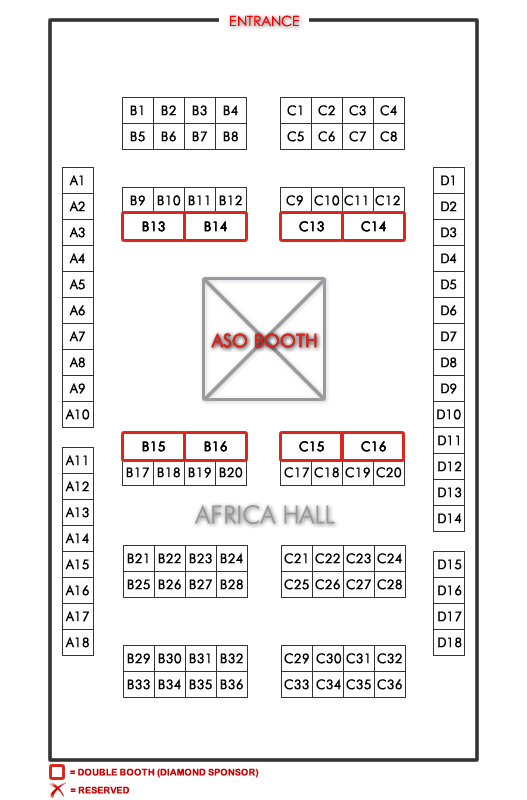 ENTRANCE
B1 B2 B3 B4 C1 C2 C3 C4
B5 B6 B7 B8 C5 C6 C7 C8
A1 D1
A2 B9 B10 B11 B12 C9 C10 C11 C12 D2
A3 B13 B14 C13 C14 D3
A4 D4
A5 D5
A6 D6
A7 ASO BOOTH D7
A8 D8
A9 D9
A10 D10
B15 B16 C15 C16 D11
A11 B17 B18 B19 B20 C17 C18 C19 C20 D12
A12 D13
A13 AFRICA HALL D14
A14
A15 B21 B22 B23 B24 C21 C22 C23 C24 D15
A16 B25 B26 B27 B28 C25 C26 C27 C28 D16
A17 D17
A18 D18
B29 B30 B31 B32 C29 C30 C31 C32
B33 B34 B35 B36 C33 C34 C35 C36
= DOUBLE BOOTH (DIAMOND SPONSOR)
= RESERVED